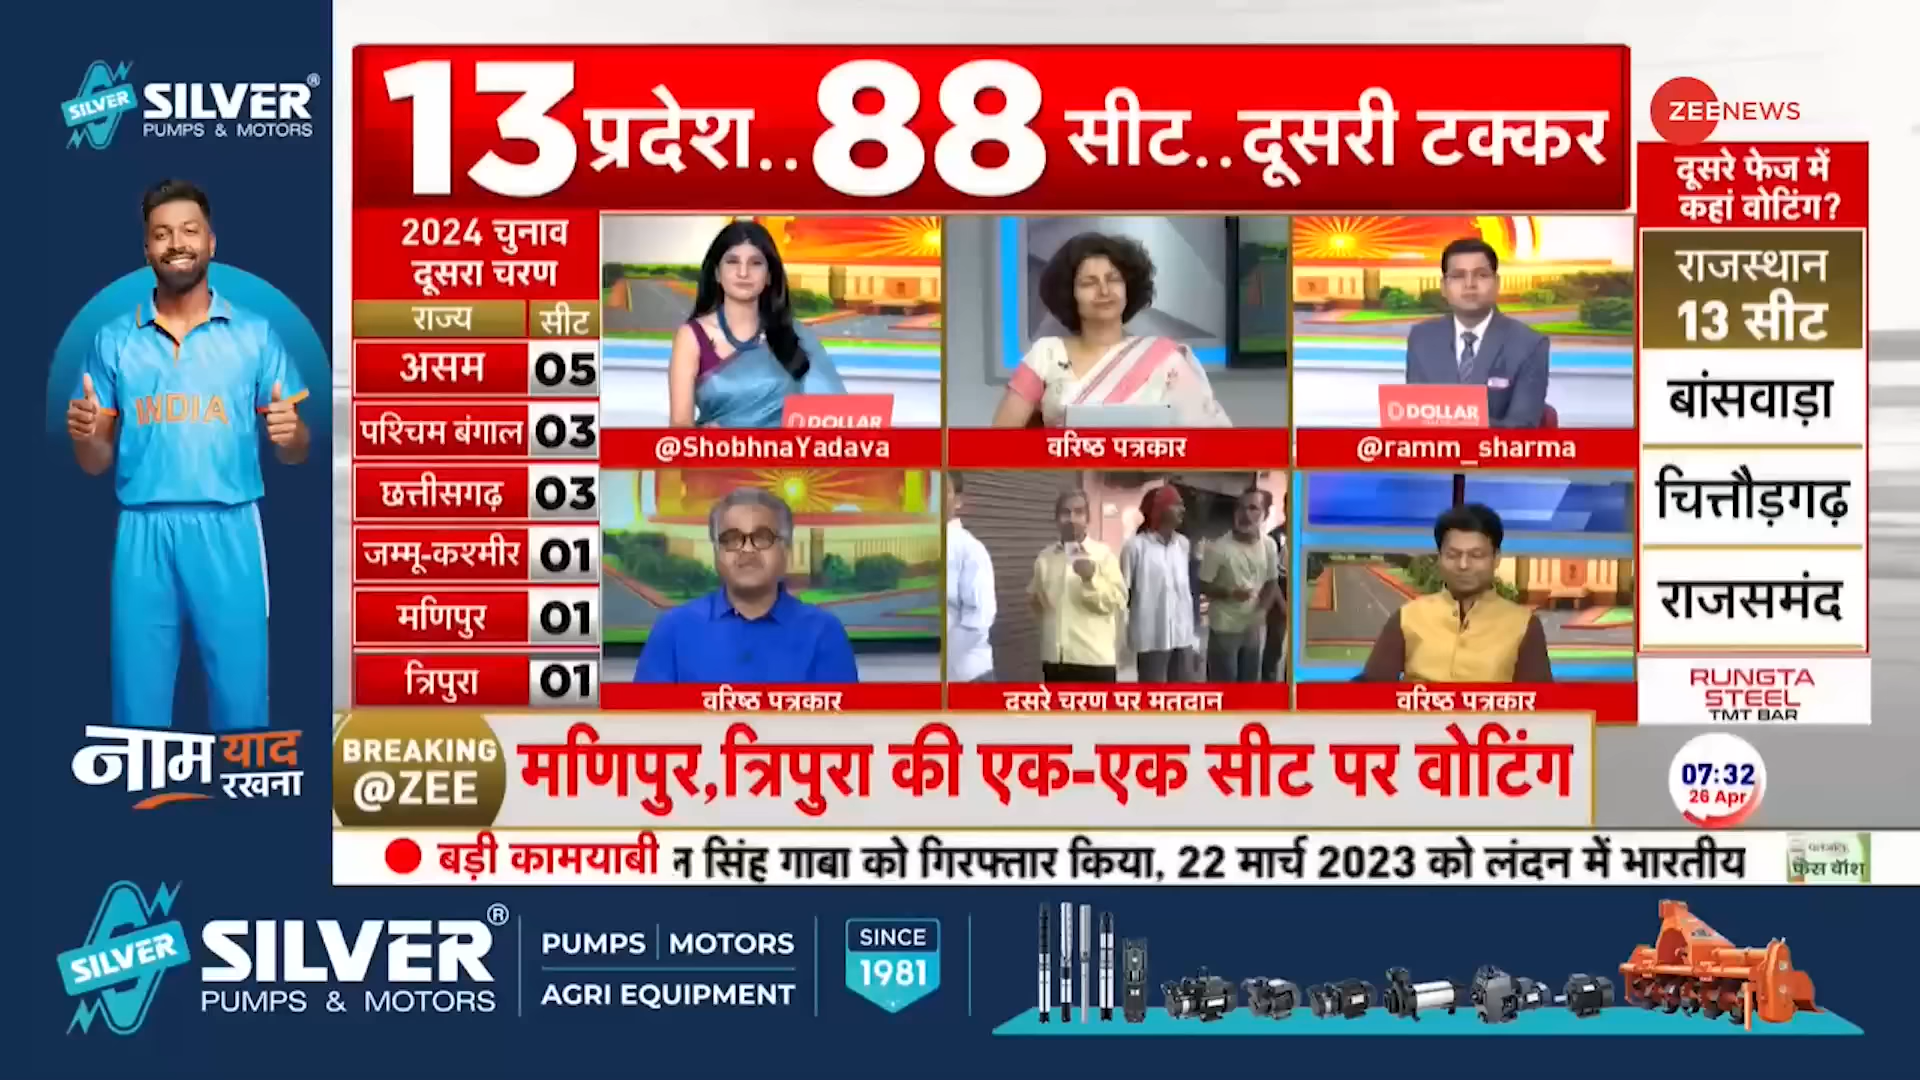 SILVER®
SILVER
PUMPS & MOTORS
13 प्रदेश.. 88 सीट..दूसरी टक्कर
ZEENEWS
दूसरे फेज में
कहां वोटिंग?
राजस्थान
13 सीट
बांसवाड़ा
चित्तौड़गढ़
राजसमंद
2024 चुनाव
दूसरा चरण
राज्य सीट
असम 05
पश्चिम बंगाल 03
छत्तीसगढ़ 03
जम्मू-कश्मीर 01
मणिपुर 01
त्रिपुरा 01
DOLLAR
DOLLAR
@ShobhnaYadava
वरिष्ठ पत्रकार
@ramm_sharma
वरिष्ठ पत्रकार
दूसरे चरण पर मतदान
वरिष्ठ पत्रकार
INDIA
RUNGTA
STEEL
TMT BAR
नाम याद
रखना
BREAKING
@ZEE
मणिपुर,त्रिपुरा की एक-एक सीट पर वोटिंग
07:32
26 Apr
बड़ी कामयाबी न सिंह गाबा को गिरफ्तार किया, 22 मार्च 2023 को लंदन में भारतीय
फेस वॉश
SILVER
SILVER®
PUMPS & MOTORS
PUMPS | MOTORS
AGRI EQUIPMENT
SINCE
1981